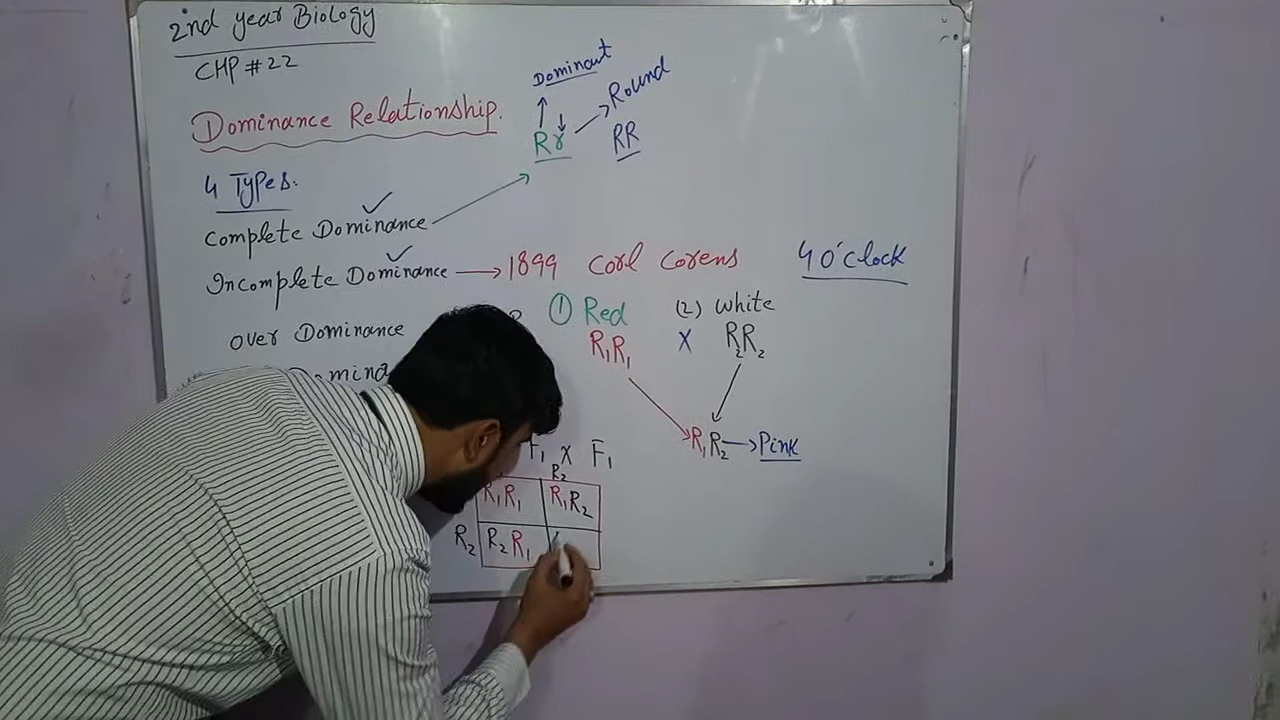 2nd year Biology
CHP # 22
Dominance Relationship.
Dominant
Rr → Round
RR
4 Types:
Complete Dominance
Incomplete Dominance → 1899 Corl Corens 4 O'clock
over Dominance
① Red (2) white
R₁R₁ X R₂R₂
Domina
R₁R₂ → Pink
F₁ X F₁
R₂
R₁R₁ R₁R₂
R₂ R₂R₁